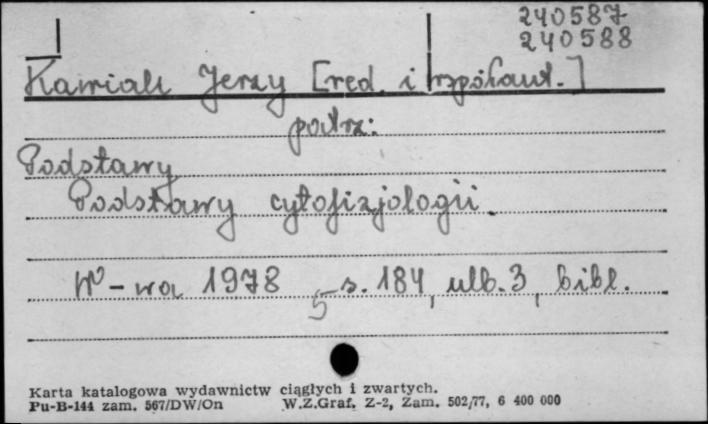 240587
240588
Kawiak Jerzy [red. i współaut.]
patrz:
Podstawy
Podstawy cytofizjologii.
W-wa 1978 s. 184, ulb. 3, bibl.
5
Karta katalogowa wydawnictw ciągłych i zwartych.
Pu-B-144 zam. 567/DW/On W.Z.Graf. Z-2, Zam. 502/77, 6 400 000